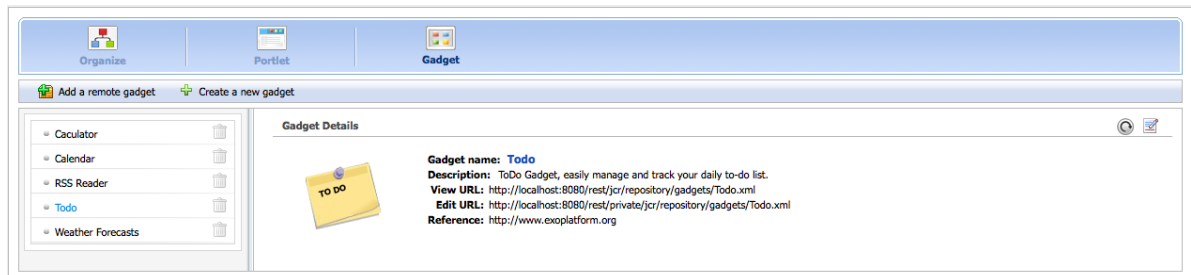 Organize
Portlet
Gadget
Add a remote gadget
Create a new gadget
Caculator
Calendar
RSS Reader
Todo
Weather Forecasts
Gadget Details
TO DO
Gadget name: Todo
Description: ToDo Gadget, easily manage and track your daily to-do list.
View URL: http://localhost:8080/rest/jcr/repository/gadgets/Todo.xml
Edit URL: http://localhost:8080/rest/private/jcr/repository/gadgets/Todo.xml
Reference: http://www.exoplatform.org